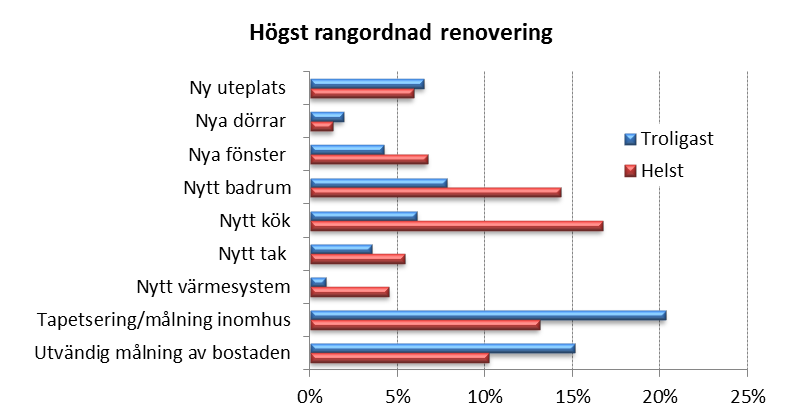 Högst rangordnad renovering
Ny uteplats
Nya dörrar
Nya fönster
Nytt badrum
Nytt kök
Nytt tak
Nytt värmesystem
Tapetsering/målning inomhus
Utvändig målning av bostaden
Troligast
Helst
0% 5% 10% 15% 20% 25%